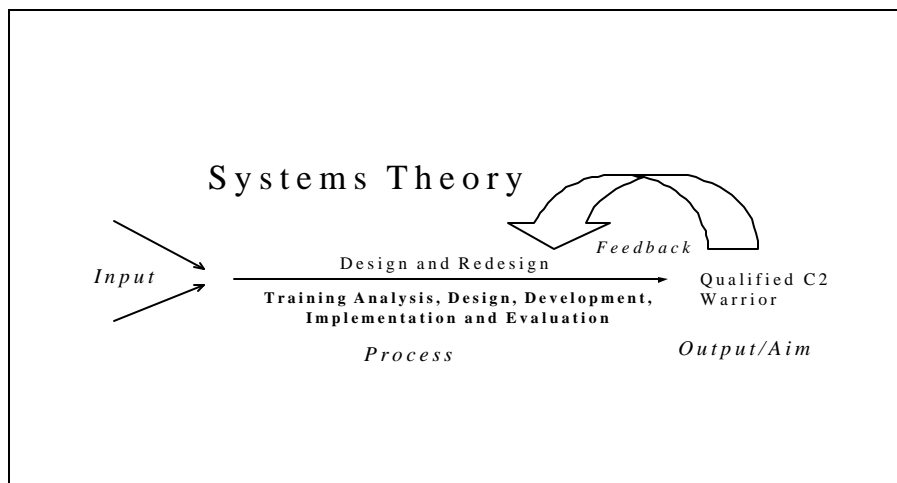 Systems Theory
Feedback
Design and Redesign
Input
Qualified C2
Warrior
Training Analysis, Design, Development,
Implementation and Evaluation
Process
Output/Aim